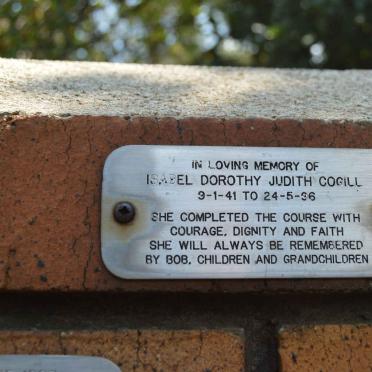 IN LOVING MEMORY OF
ISABEL DOROTHY JUDITH COGILL
9-1-41 TO 24-5-96
SHE COMPLETED THE COURSE WITH
COURAGE, DIGNITY AND FAITH
SHE WILL ALWAYS BE REMEMBERED
BY BOB, CHILDREN AND GRANDCHILDREN